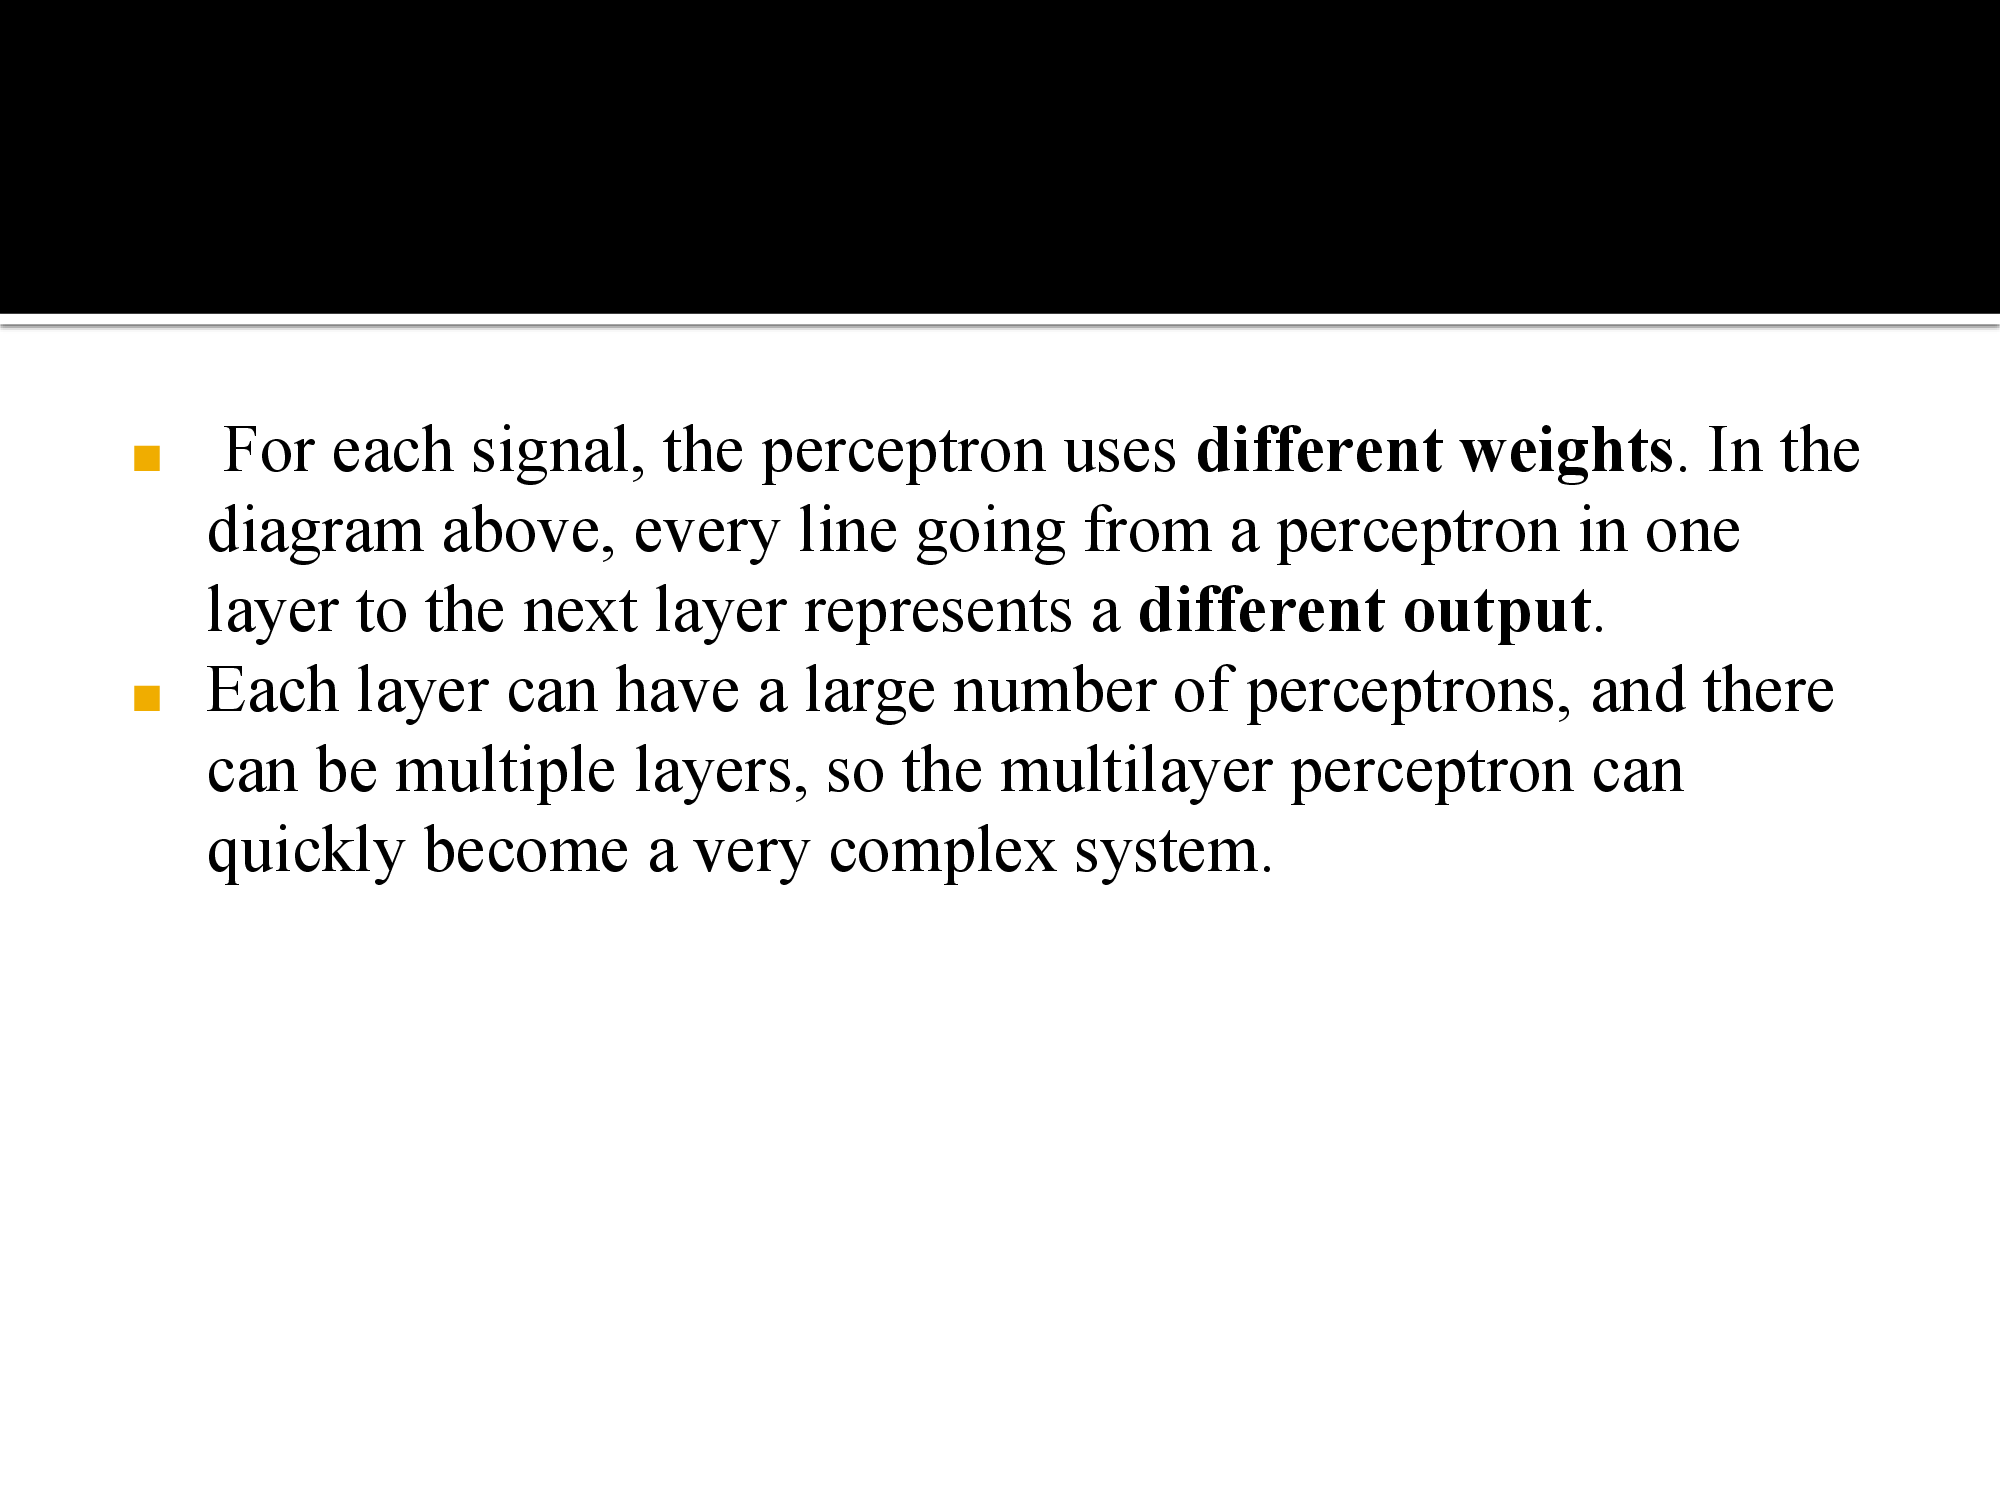 For each signal, the perceptron uses different weights. In the
diagram above, every line going from a perceptron in one
layer to the next layer represents a different output.
Each layer can have a large number of perceptrons, and there
can be multiple layers, so the multilayer perceptron can
quickly become a very complex system.